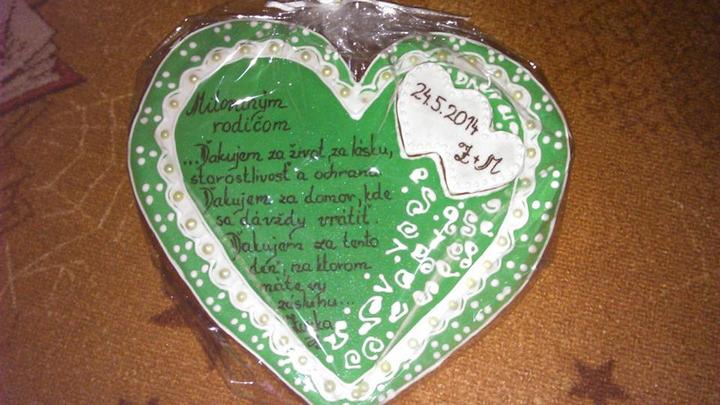 Milovaným
rodičom
...Ďakujem za život, za lásku,
starostlivosť a ochranu
Ďakujem za domov, kde
sa dá vždy vrátiť.
Ďakujem za tento
deň, na ktorom
máte vy
zásluhu...
24.5.2014
Z+M